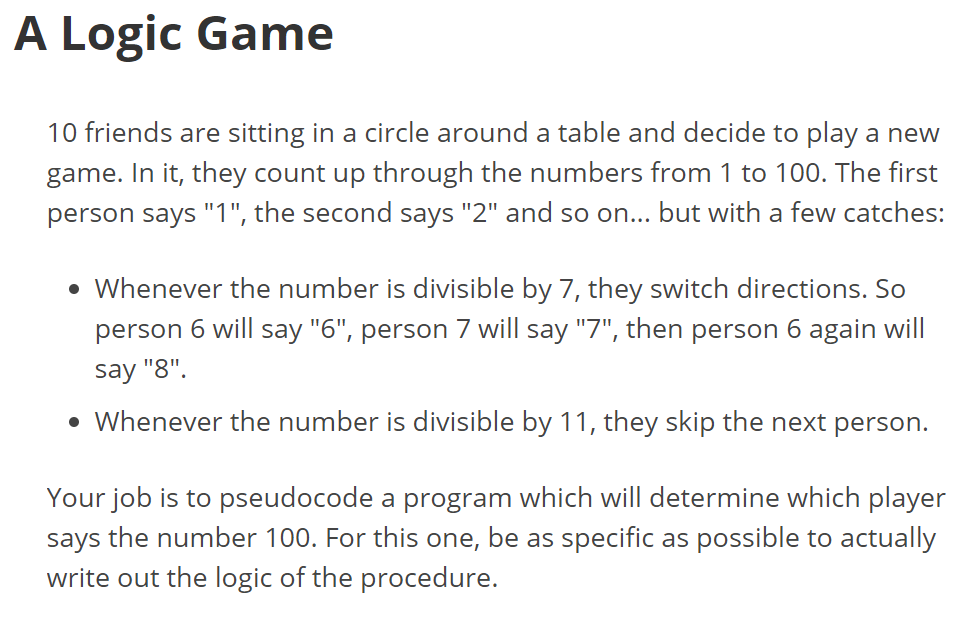 A Logic Game
10 friends are sitting in a circle around a table and decide to play a new
game. In it, they count up through the numbers from 1 to 100. The first
person says "1", the second says "2" and so on... but with a few catches:
• Whenever the number is divisible by 7, they switch directions. So
person 6 will say "6", person 7 will say "7", then person 6 again will
say "8".
• Whenever the number is divisible by 11, they skip the next person.
Your job is to pseudocode a program which will determine which player
says the number 100. For this one, be as specific as possible to actually
write out the logic of the procedure.